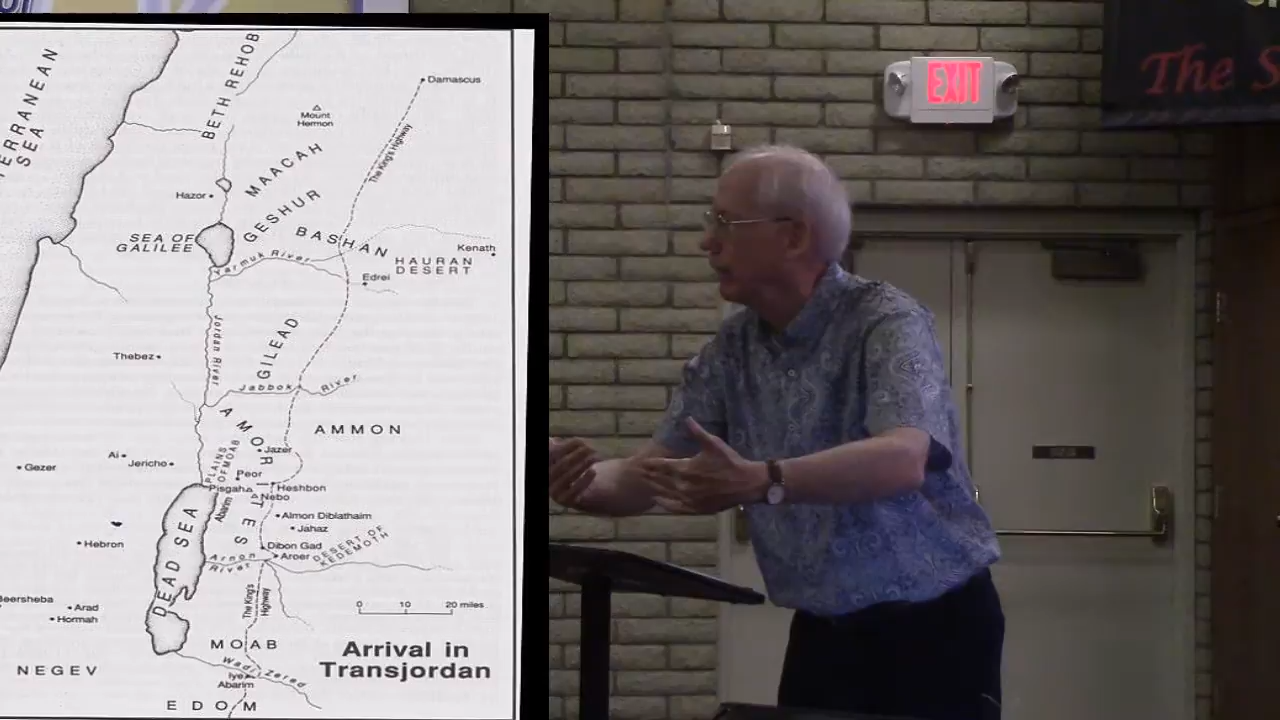 TERRANEAN
SEA
BETH REHOB
Damascus
Mount
Hermon
The King's Highway
MAACAH
Hazor
GESHUR
SEA OF
GALILEE
BASHAN
Kenath
HAURAN
DESERT
Yarmuk River
Edrei
Jordan River
GILEAD
Thebez
Jabbok River
AMORITES
AMMON
Jazer
PLAINS
OF MOAB
Ai
Jericho
Gezer
Peor
Pisgah
Heshbon
Nebo
Abarim
Almon Diblathaim
Jahaz
DEAD SEA
Hebron
Dibon Gad
Arnon
River
Aroer
DESERT OF
KEDEMOTH
Beersheba
Arad
Hormah
The King's
Highway
0 10 20 miles
MOAB
Arrival in
Transjordan
NEGEV
Wadi Zered
Iye
Abarim
EDOM
EXIT
The S